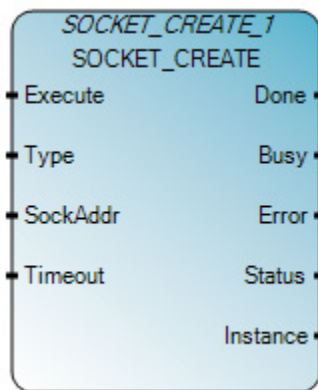 SOCKET_CREATE_1
SOCKET_CREATE
Execute Done
Type Busy
SockAddr Error
Timeout Status
Instance